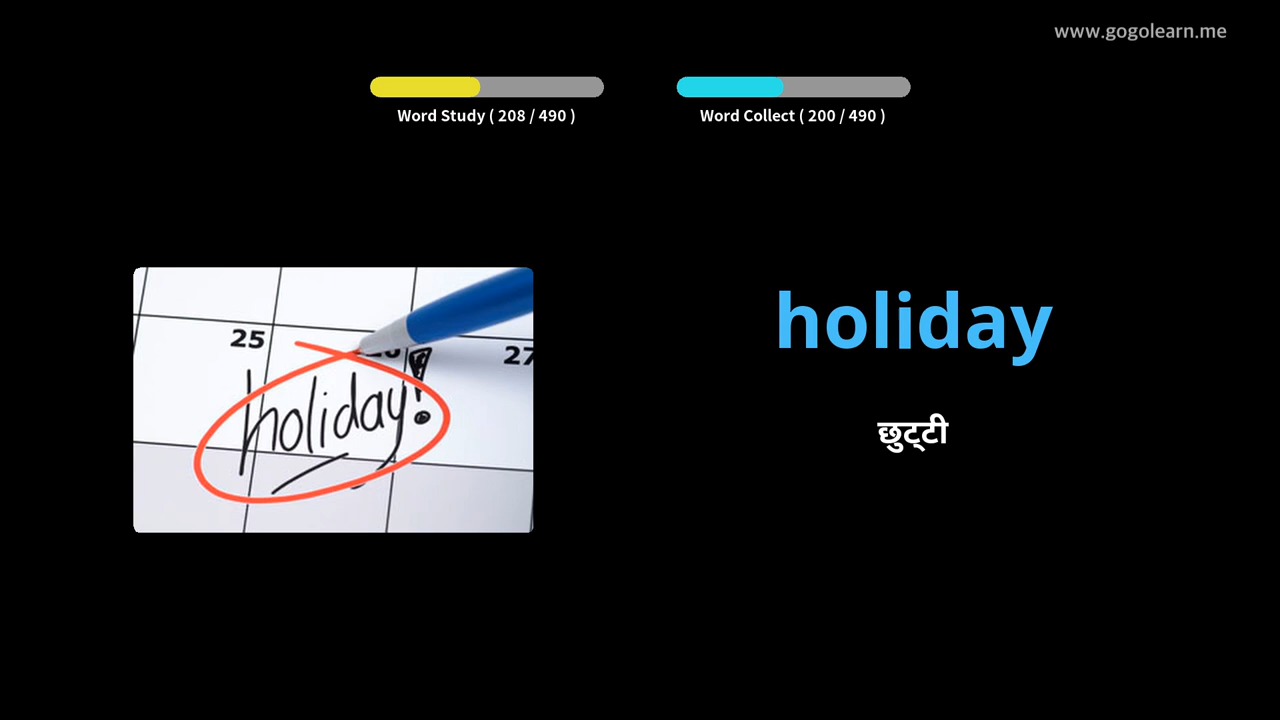 www.gogolearn.me
Word Study ( 208 / 490 )
Word Collect ( 200 / 490 )
25
27
holiday!
holiday
छुट्टी